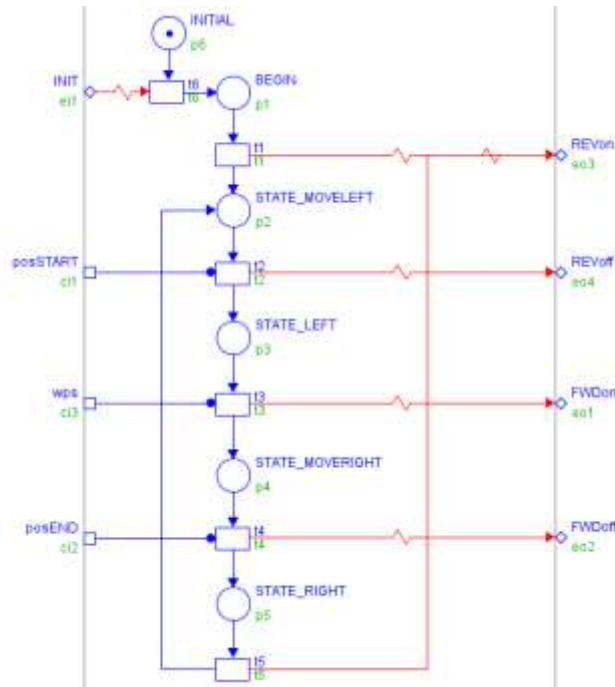 INITIAL
p6
INIT
ei1
t6
t6
BEGIN
p1
t1
t1
REVon
eo3
STATE_MOVELEFT
p2
posSTART
ci1
t2
t2
REVoff
eo4
STATE_LEFT
p3
wps
ci3
t3
t3
FWDon
eo1
STATE_MOVERIGHT
p4
posEND
ci2
t4
t4
FWDoff
eo2
STATE_RIGHT
p5
t5
t5